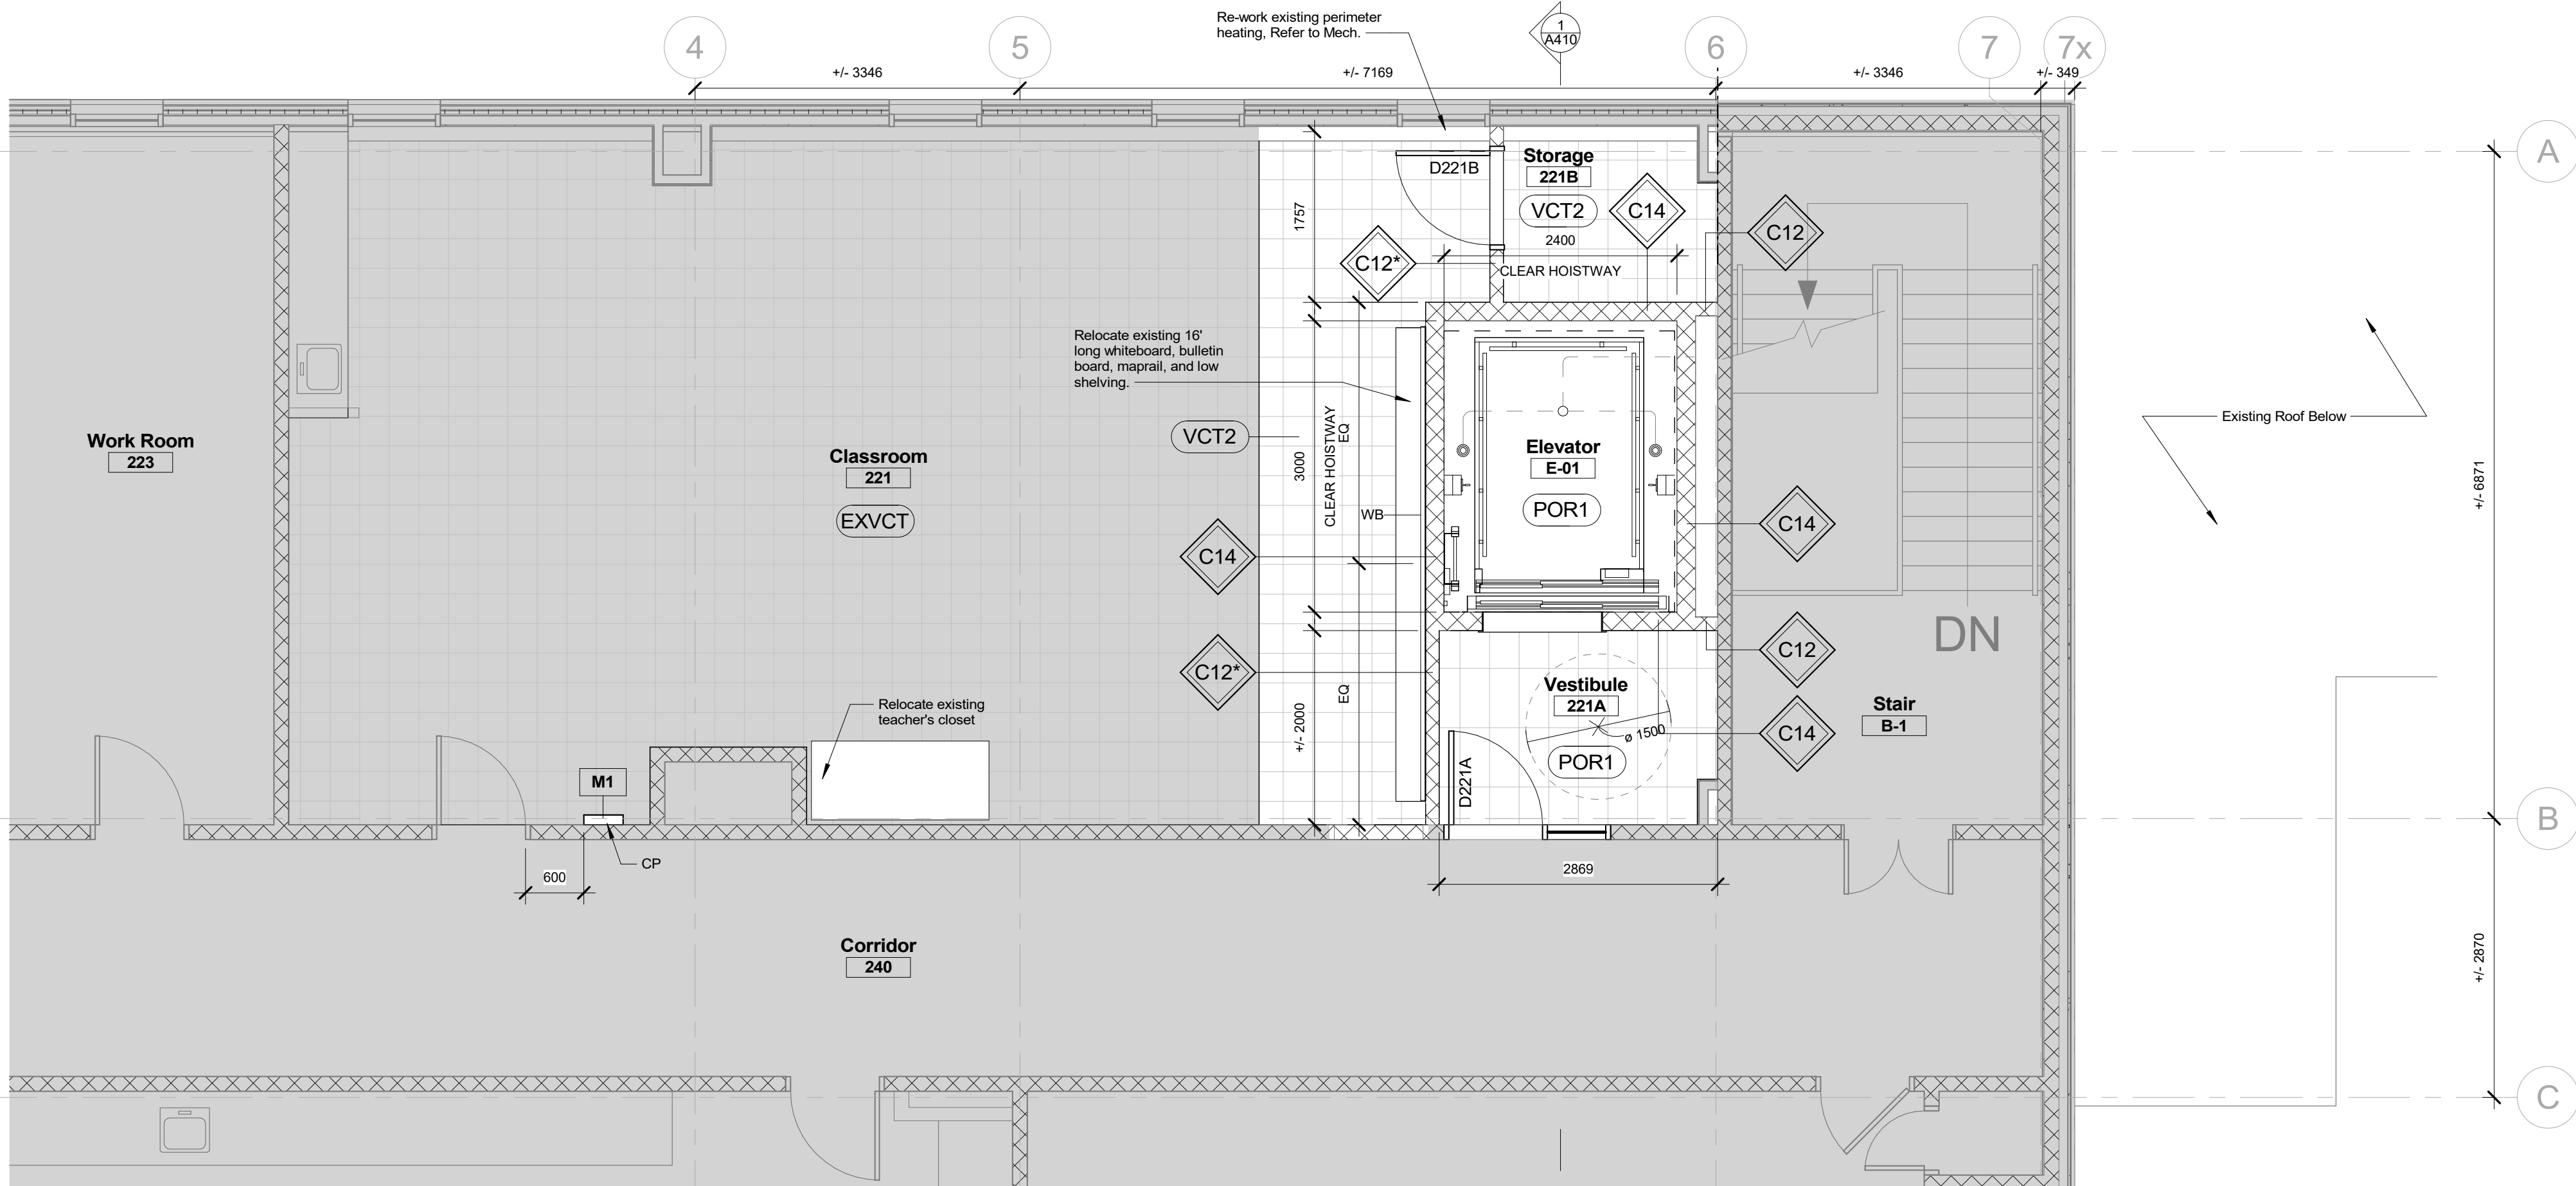 Re-work existing perimeter
heating, Refer to Mech.
1
A410
4
5
6
7
7x
+/- 3346
+/- 7169
+/- 3346
+/- 349
A
Storage
221B
D221B
VCT2
C14
C12
1757
2400
C12*
CLEAR HOISTWAY
Relocate existing 16'
long whiteboard, bulletin
board, maprail, and low
shelving.
Existing Roof Below
Work Room
223
Classroom
221
EXVCT
VCT2
3000
CLEAR HOISTWAY
EQ
WB
Elevator
E-01
POR1
C14
+/- 6871
C14
C12
DN
C12*
EQ
+/- 2000
Vestibule
221A
ø 1500
POR1
D221A
C14
Stair
B-1
Relocate existing
teacher's closet
M1
CP
B
600
2869
Corridor
240
+/- 2870
C